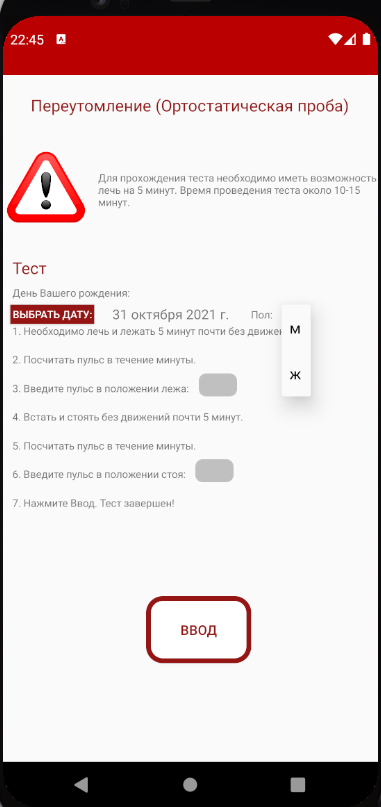 22:45
Переутомление (Ортостатическая проба)
Для прохождения теста необходимо иметь возможность
лечь на 5 минут. Время проведения теста около 10-15
минут.
Тест
День Вашего рождения:
ВЫБРАТЬ ДАТУ: 31 октября 2021 г. Пол:
М
1. Необходимо лечь и лежать 5 минут почти без
2. Посчитать пульс в течение минуты.
Ж
3. Введите пульс в положении лежа:
4. Встать и стоять без движений почти 5 минут.
5. Посчитать пульс в течение минуты.
6. Введите пульс в положении стоя:
7. Нажмите Ввод. Тест завершен!
ВВОД